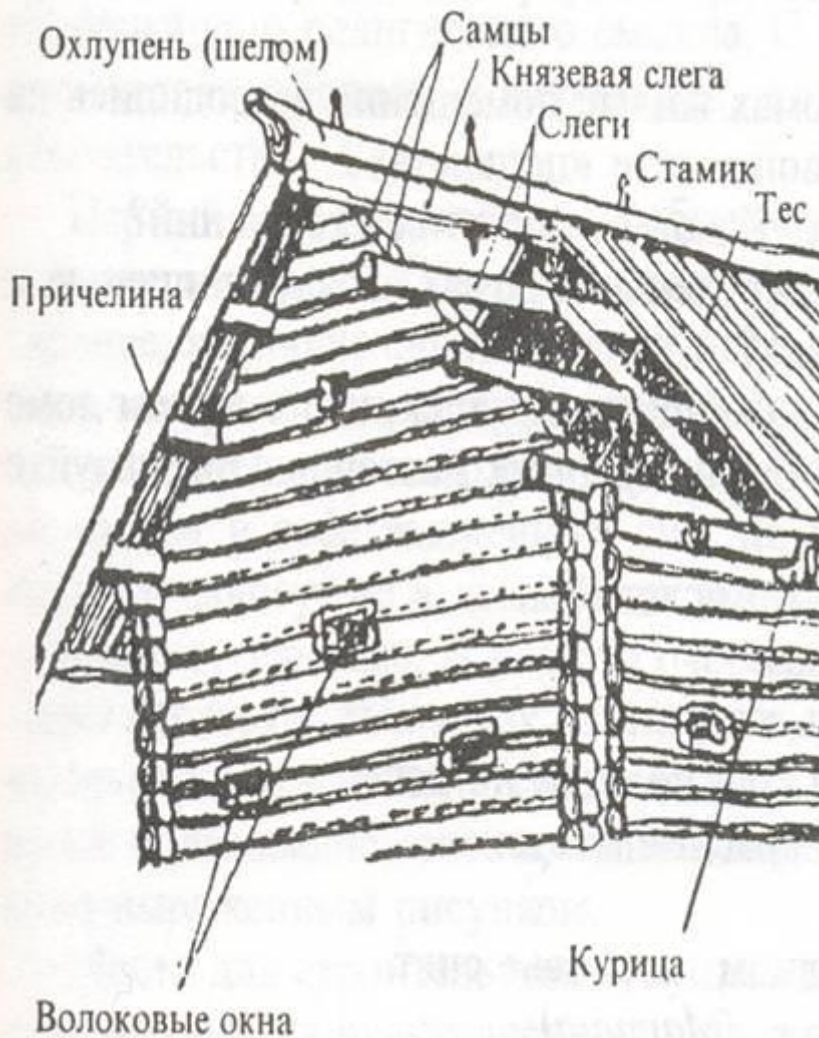 Охлупень (шелом)
Самцы
Князевая слега
Слеги
Стамик
Тес
Причелина
Курица
Волоковые окна